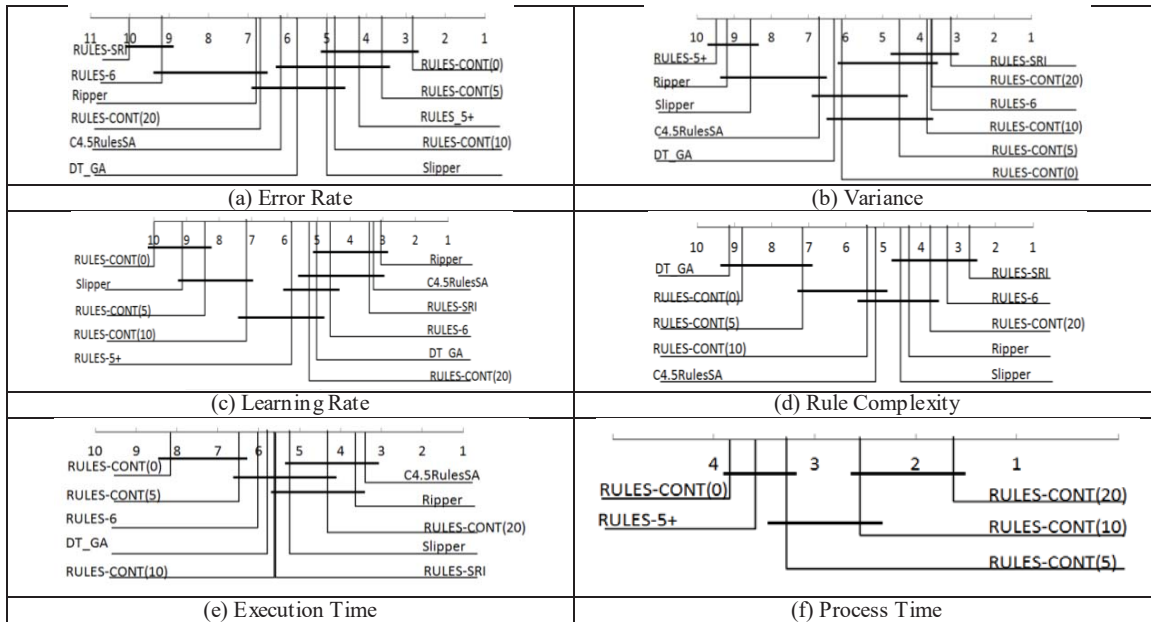 11 10 9 8 7 6 5 4 3 2 1
RULES-SRI
RULES-6
Ripper
RULES-CONT(20)
C4.5RulesSA
DT_GA
RULES-CONT(0)
RULES-CONT(5)
RULES_5+
RULES-CONT(10)
Slipper
(a) Error Rate
10 9 8 7 6 5 4 3 2 1
RULES-5+
Ripper
Slipper
C4.5RulesSA
DT_GA
RULES-SRI
RULES-CONT(20)
RULES-6
RULES-CONT(10)
RULES-CONT(5)
RULES-CONT(0)
(b) Variance
10 9 8 7 6 5 4 3 2 1
RULES-CONT(0)
Slipper
RULES-CONT(5)
RULES-CONT(10)
RULES-5+
Ripper
C4.5RulesSA
RULES-SRI
RULES-6
DT_GA
RULES-CONT(20)
(c) Learning Rate
10 9 8 7 6 5 4 3 2 1
DT_GA
RULES-CONT(0)
RULES-CONT(5)
RULES-CONT(10)
C4.5RulesSA
RULES-SRI
RULES-6
RULES-CONT(20)
Ripper
Slipper
(d) Rule Complexity
10 9 8 7 6 5 4 3 2 1
RULES-CONT(0)
RULES-CONT(5)
RULES-6
DT_GA
RULES-CONT(10)
C4.5RulesSA
Ripper
RULES-CONT(20)
Slipper
RULES-SRI
(e) Execution Time
4 3 2 1
RULES-CONT(0)
RULES-5+
RULES-CONT(20)
RULES-CONT(10)
RULES-CONT(5)
(f) Process Time